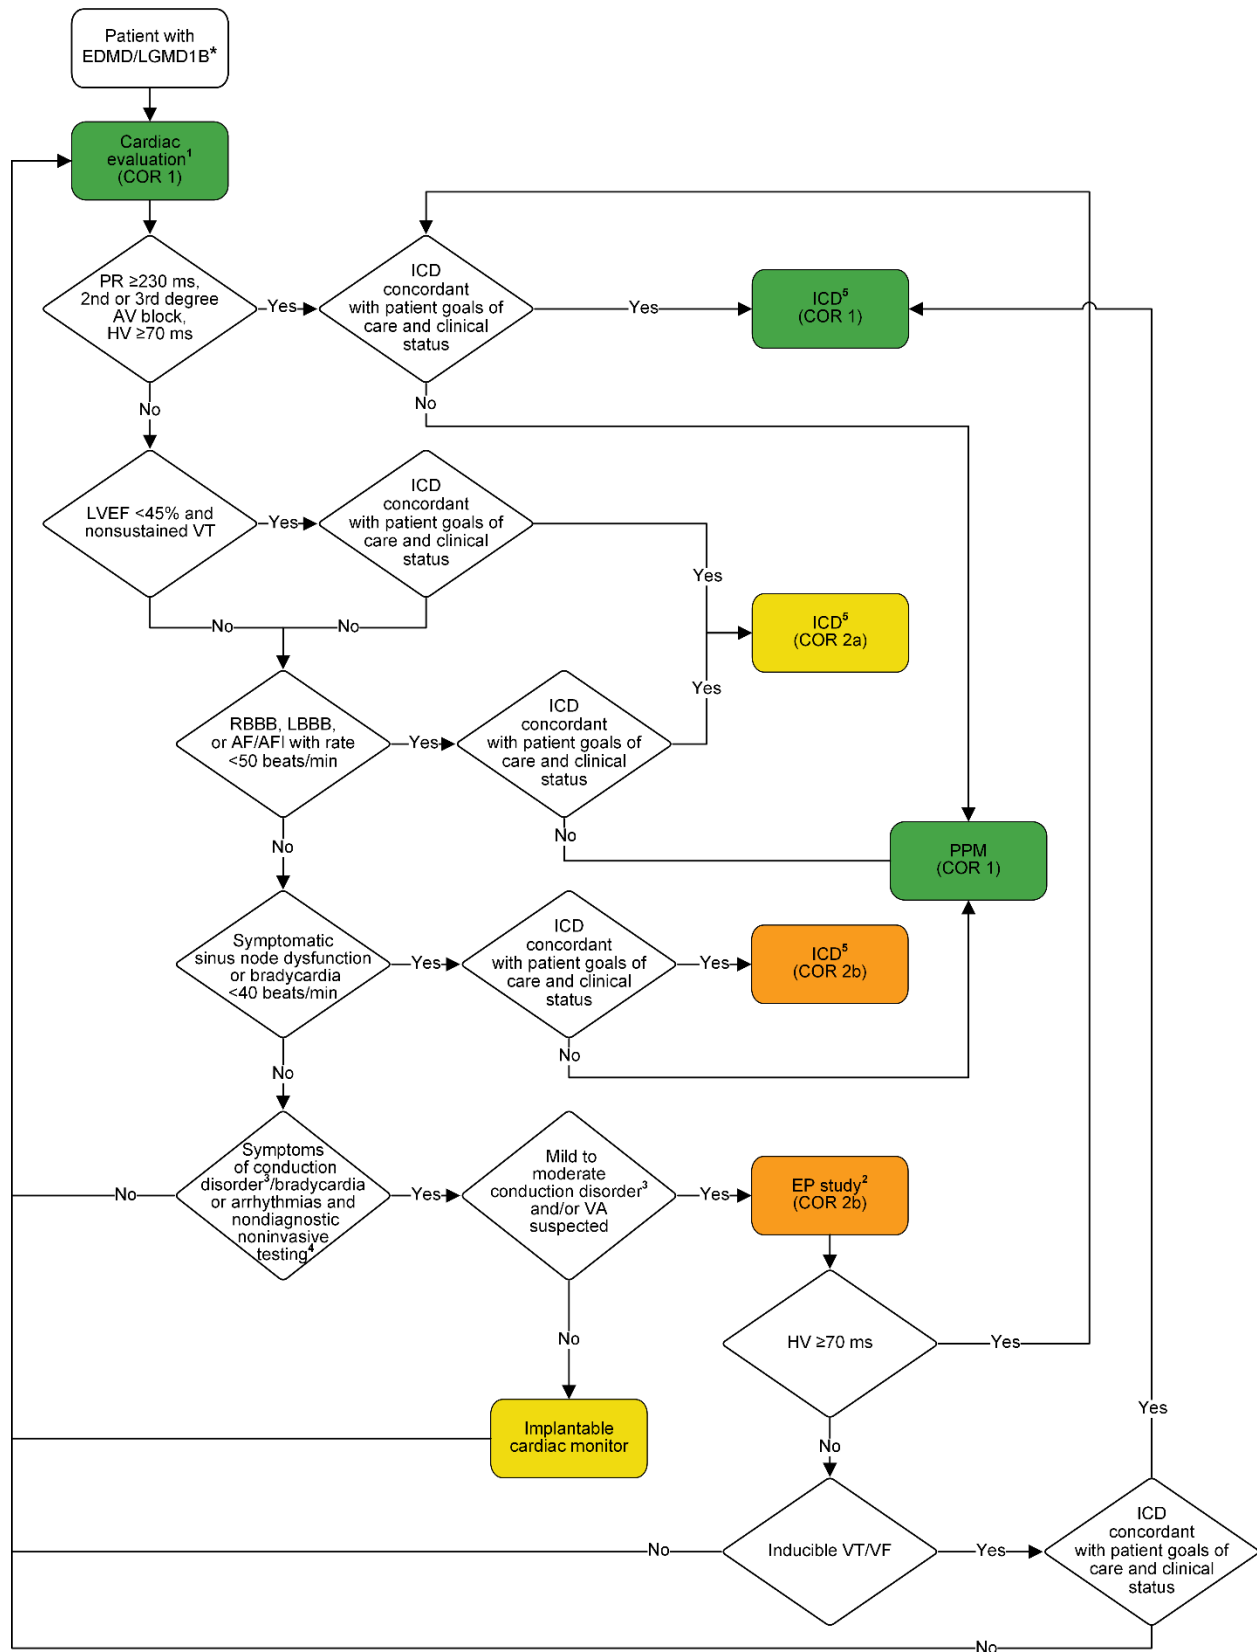 Patient with
EDMD/LGMD1B*
Cardiac
evaluation¹
(COR 1)
PR ≥230 ms,
2nd or 3rd degree
AV block,
HV ≥70 ms
Yes
ICD
concordant
with patient goals of
care and clinical
status
Yes
ICD⁵
(COR 1)
No
No
LVEF <45% and
nonsustained VT
Yes
ICD
concordant
with patient goals of
care and clinical
status
Yes
No
No
ICD⁵
(COR 2a)
Yes
RBBB, LBBB,
or AF/AFl with rate
<50 beats/min
Yes
ICD
concordant
with patient goals of
care and clinical
status
No
No
PPM
(COR 1)
Symptomatic
sinus node dysfunction
or bradycardia
<40 beats/min
Yes
ICD
concordant
with patient goals of
care and clinical
status
Yes
ICD⁵
(COR 2b)
No
No
Symptoms
of conduction
disorder³/bradycardia
or arrhythmias and
nondiagnostic
noninvasive
testing⁴
No
Yes
Mild to
moderate
conduction disorder³
and/or VA
suspected
Yes
EP study²
(COR 2b)
No
HV ≥70 ms
Yes
Implantable
cardiac monitor
No
Yes
Inducible VT/VF
No
Yes
ICD
concordant
with patient goals of
care and clinical
status
No